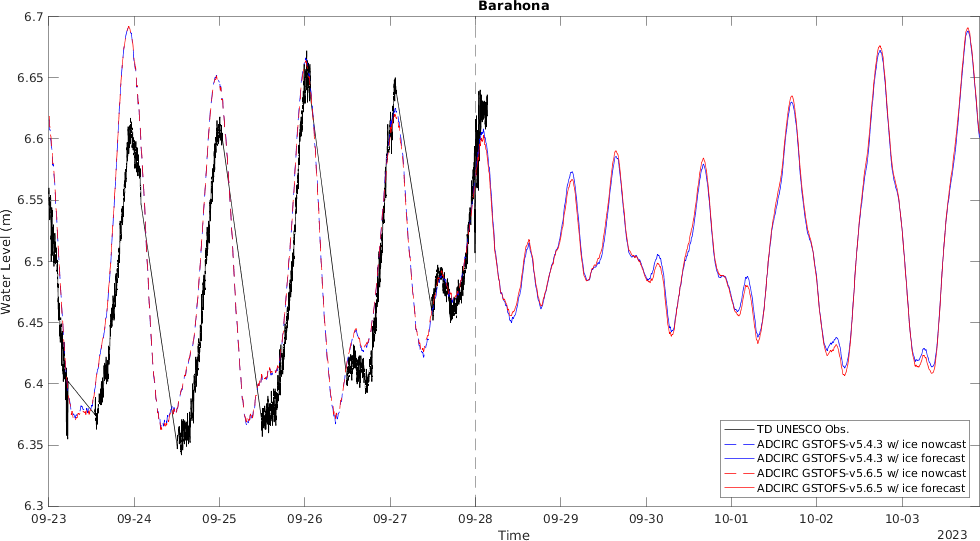 Barahona
6.7
6.65
6.6
6.55
6.5
6.45
6.4
6.35
6.3
Water Level (m)
09-23 09-24 09-25 09-26 09-27 09-28 09-29 09-30 10-01 10-02 10-03
Time
2023
TD UNESCO Obs.
ADCIRC GSTOFS-v5.4.3 w/ ice nowcast
ADCIRC GSTOFS-v5.4.3 w/ ice forecast
ADCIRC GSTOFS-v5.6.5 w/ ice nowcast
ADCIRC GSTOFS-v5.6.5 w/ ice forecast